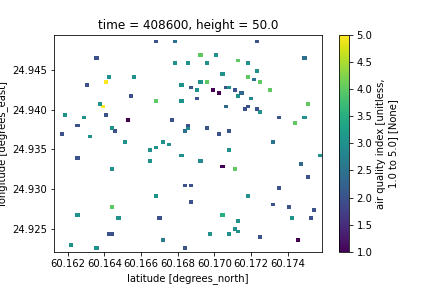 time = 408600, height = 50.0
24.945
24.940
24.935
24.930
24.925
longitude [degrees_east]
60.162 60.164 60.166 60.168 60.170 60.172 60.174
latitude [degrees_north]
5.0
4.5
4.0
3.5
3.0
2.5
2.0
1.5
1.0
air quality index [unitless,
1.0 to 5.0] [None]